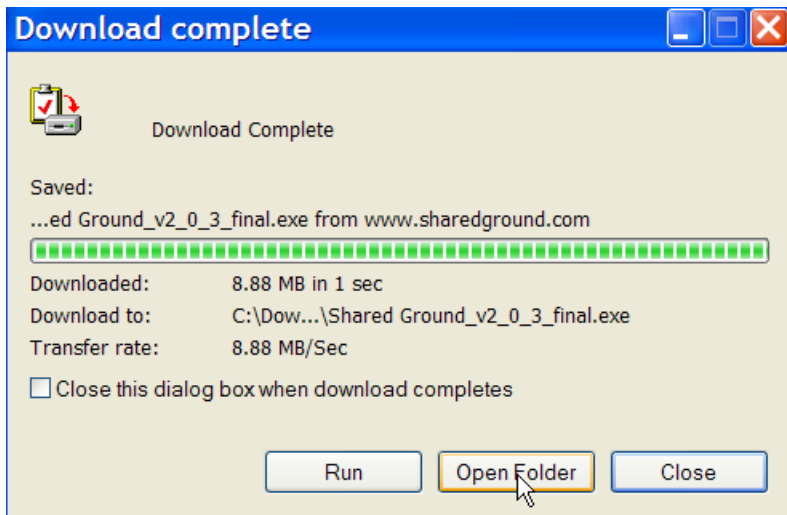 Download complete
Download Complete
Saved:
...ed Ground_v2_0_3_final.exe from www.sharedground.com
Downloaded: 8.88 MB in 1 sec
Download to: C:\Dow...\Shared Ground_v2_0_3_final.exe
Transfer rate: 8.88 MB/Sec
Close this dialog box when download completes
Run Open Folder Close